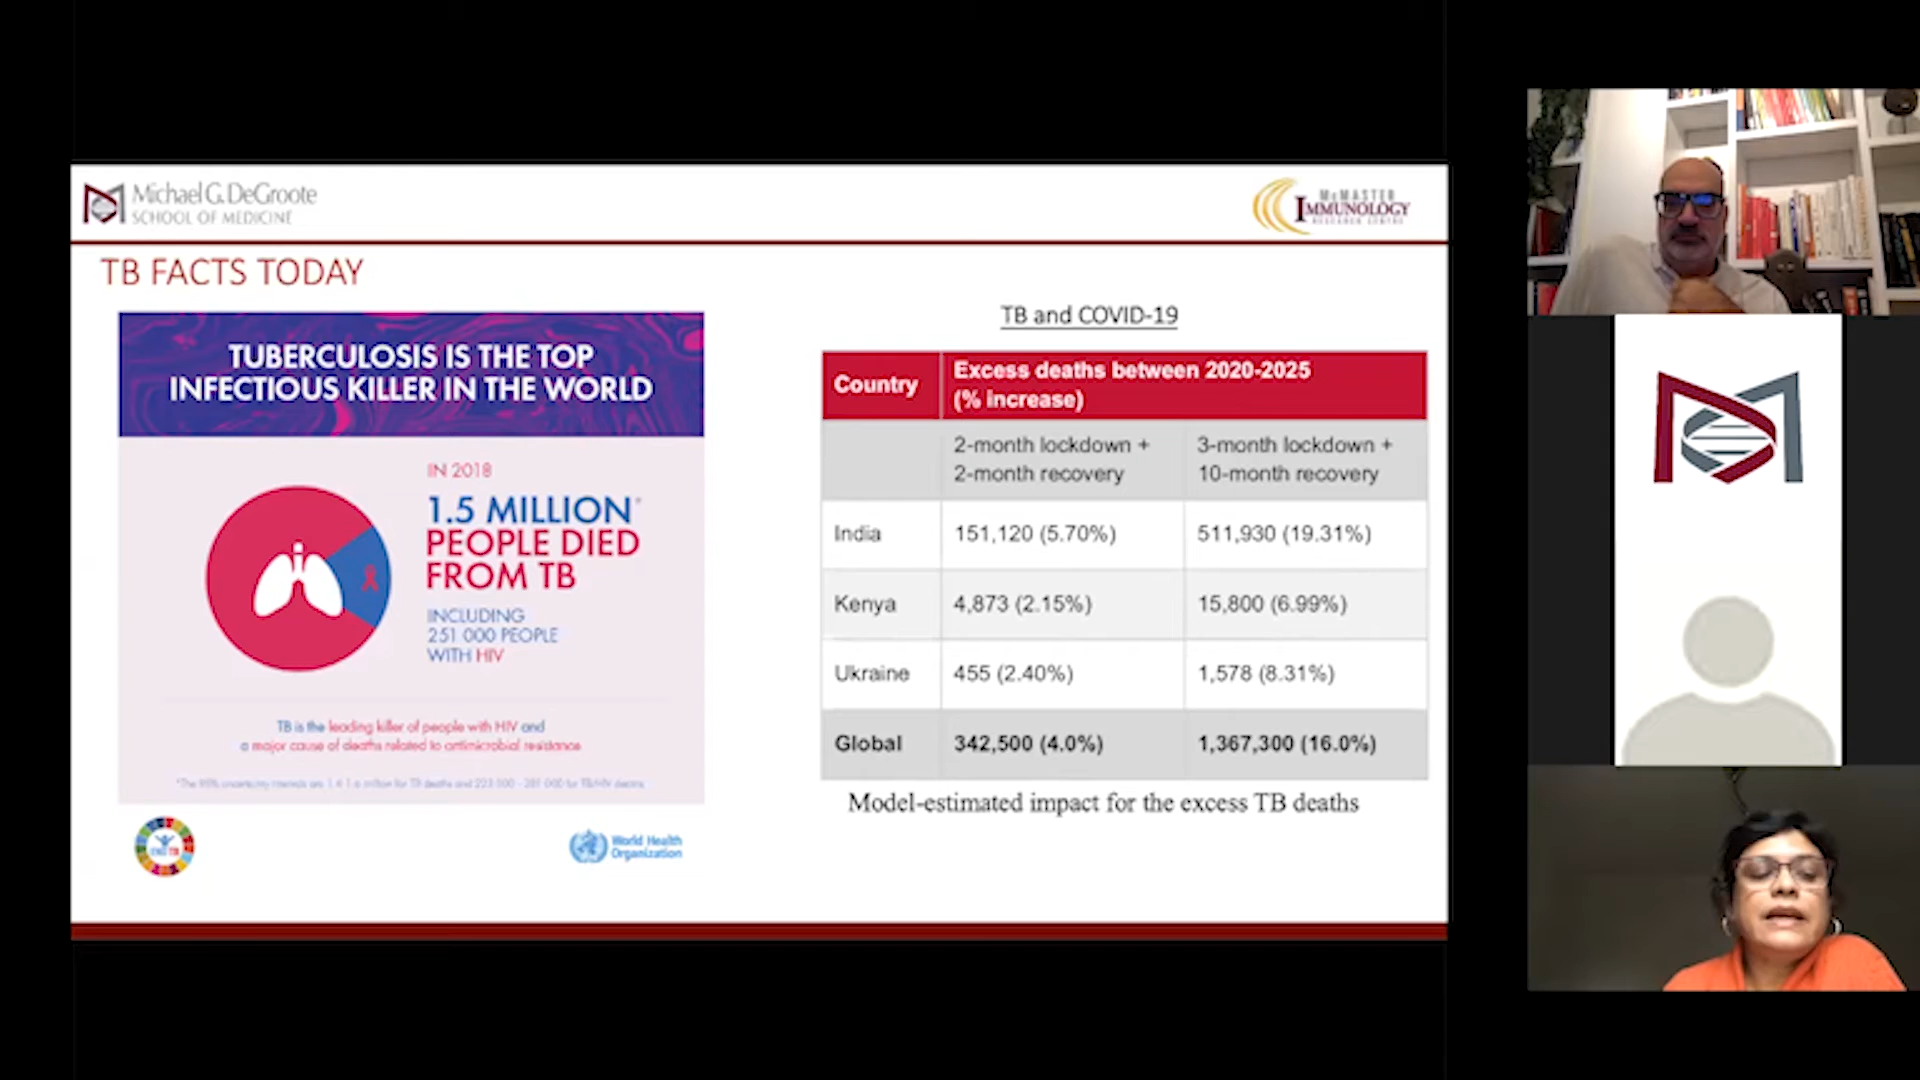 Michael G. DeGroote
SCHOOL OF MEDICINE
McMASTER
IMMUNOLOGY
RESEARCH CENTRE
TB FACTS TODAY
TUBERCULOSIS IS THE TOP
INFECTIOUS KILLER IN THE WORLD
IN 2018
1.5 MILLION*
PEOPLE DIED
FROM TB
INCLUDING
251 000 PEOPLE
WITH HIV
TB is the leading killer of people with HIV and
a major cause of deaths related to antimicrobial resistance
World Health
Organization
TB and COVID-19
Country
Excess deaths between 2020-2025
(% increase)
2-month lockdown +
2-month recovery
3-month lockdown +
10-month recovery
India
151,120 (5.70%)
511,930 (19.31%)
Kenya
4,873 (2.15%)
15,800 (6.99%)
Ukraine
455 (2.40%)
1,578 (8.31%)
Global
342,500 (4.0%)
1,367,300 (16.0%)
Model-estimated impact for the excess TB deaths